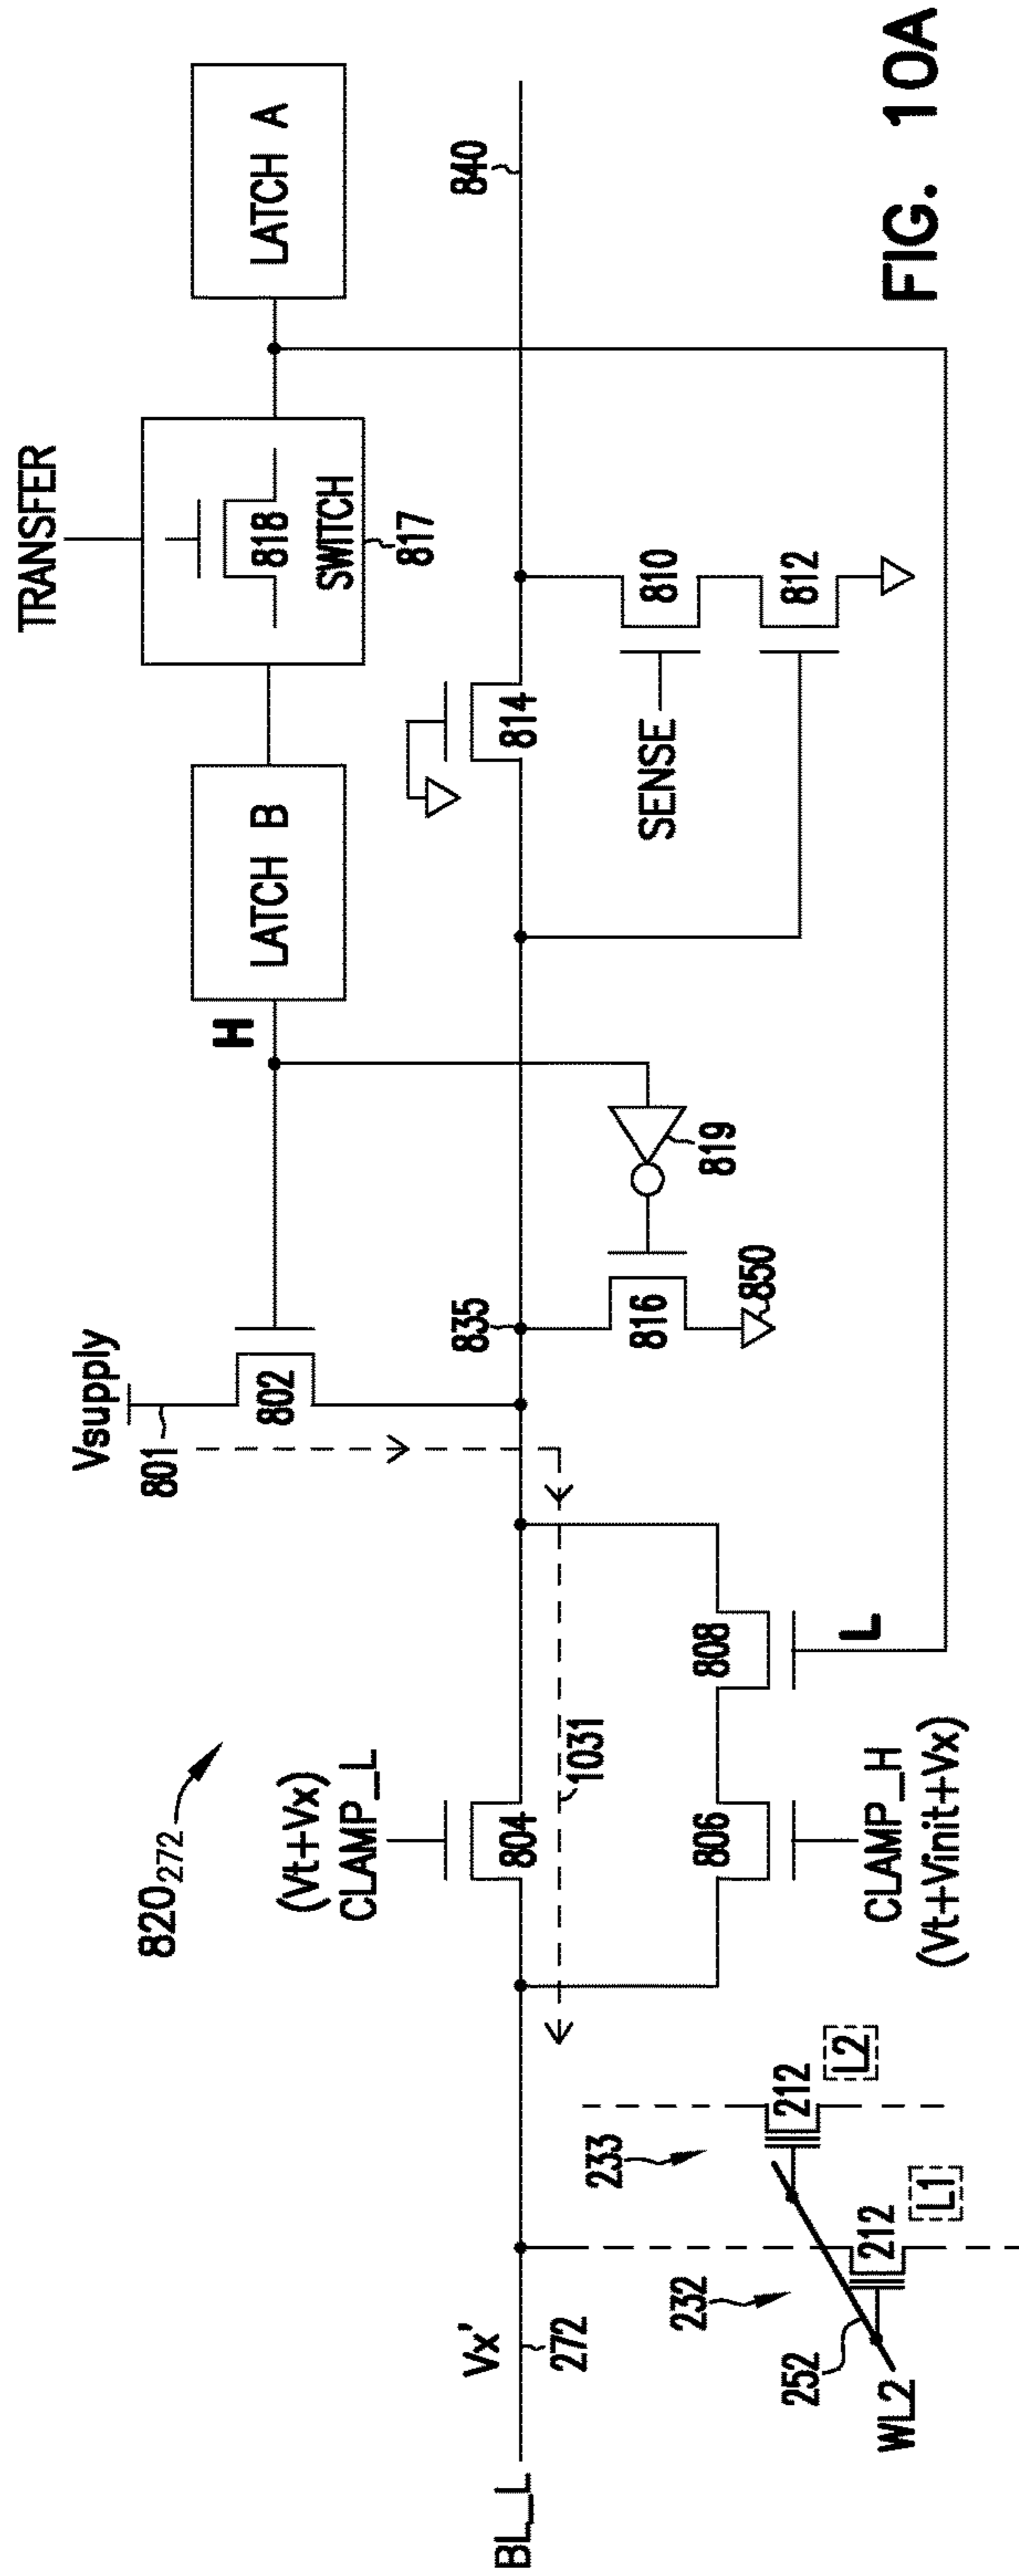 TRANSFER
LATCH B
818
SWITCH
817
LATCH A
H
Vsupply
801
802
820272
(Vt+Vx)
CLAMP_L
804
835
814
840
819
816
850
SENSE
810
812
1031
806
808
L
CLAMP_H
(Vt+Vinit+Vx)
BL_L
Vx'
272
233
212
L2
232
212
L1
252
WL2
FIG. 10A